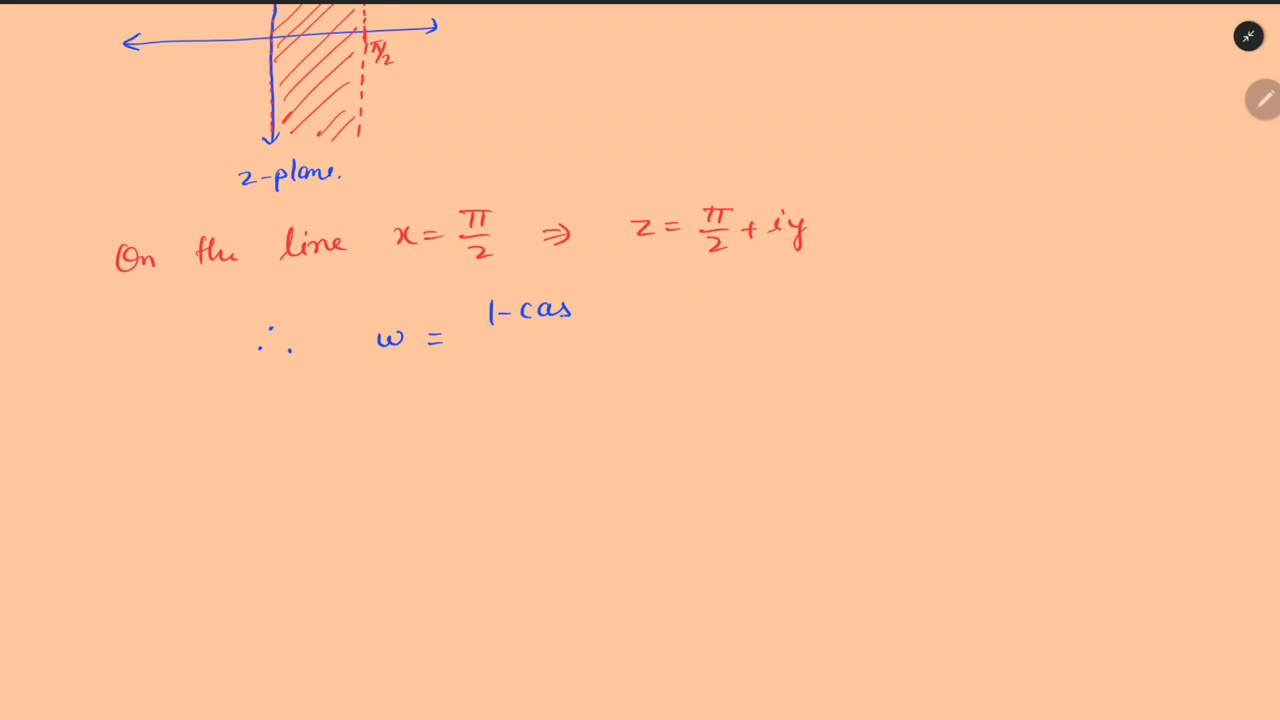 π/2
z-plane.
On the line x = π/2 ⇒ z = π/2 + iy
∴ w = 1 - cos